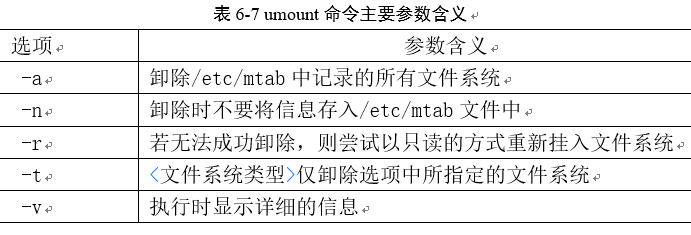 表 6-7 umount 命令主要参数含义
选项 参数含义
-a 卸除/etc/mtab 中记录的所有文件系统
-n 卸除时不要将信息存入/etc/mtab 文件中
-r 若无法成功卸除，则尝试以只读的方式重新挂入文件系统
-t <文件系统类型>仅卸除选项中所指定的文件系统
-v 执行时显示详细的信息